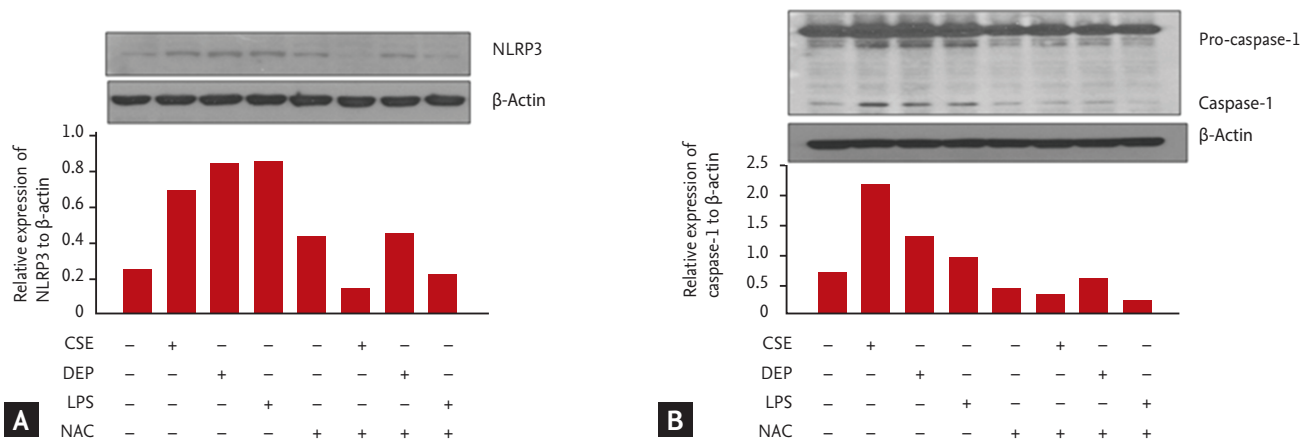 NLRP3
β-Actin
Relative expression of
NLRP3 to β-actin
1.0
0.8
0.6
0.4
0.2
0
CSE – + – – – + – –
DEP – – + – – – + –
LPS – – – + – – – +
NAC – – – – + + + +
A
Pro-caspase-1
Caspase-1
β-Actin
Relative expression of
caspase-1 to β-actin
2.5
2.0
1.5
1.0
5.0
0
CSE – + – – – + – –
DEP – – + – – – + –
LPS – – – + – – – +
NAC – – – – + + + +
B